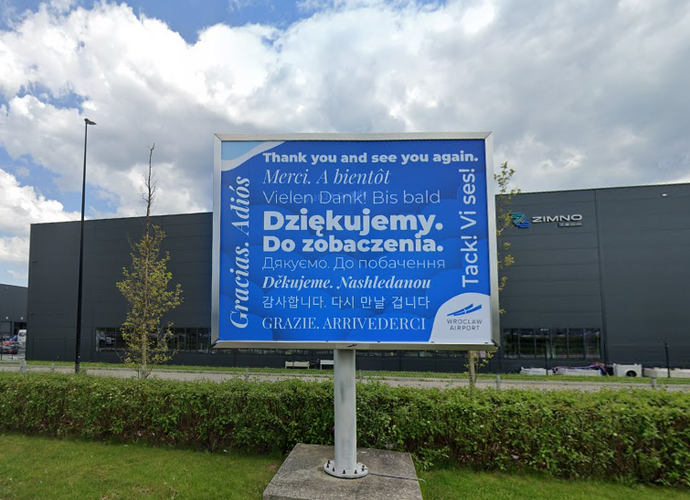 Thank you and see you again.
Merci. A bientôt
Vielen Dank! Bis bald
Dziękujemy.
Do zobaczenia.
Дякуємо. До побачення
Děkujeme. Nashledanou
감사합니다. 다시 만날 겁니다
GRAZIE. ARRIVEDERCI
Gracias. Adiós
Tack! Vi ses!
WROCŁAW
AIRPORT
ZIMNO